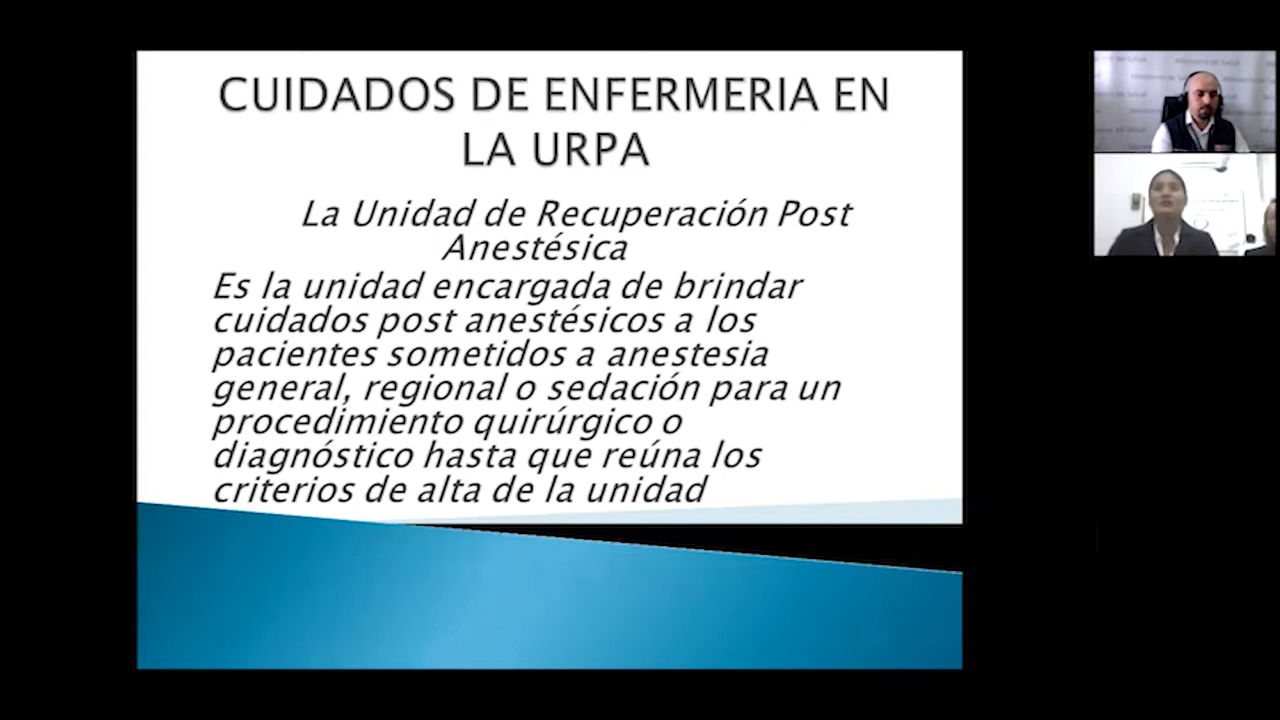 CUIDADOS DE ENFERMERIA EN
LA URPA
La Unidad de Recuperación Post
Anestésica
Es la unidad encargada de brindar
cuidados post anestésicos a los
pacientes sometidos a anestesia
general, regional o sedación para un
procedimiento quirúrgico o
diagnóstico hasta que reúna los
criterios de alta de la unidad